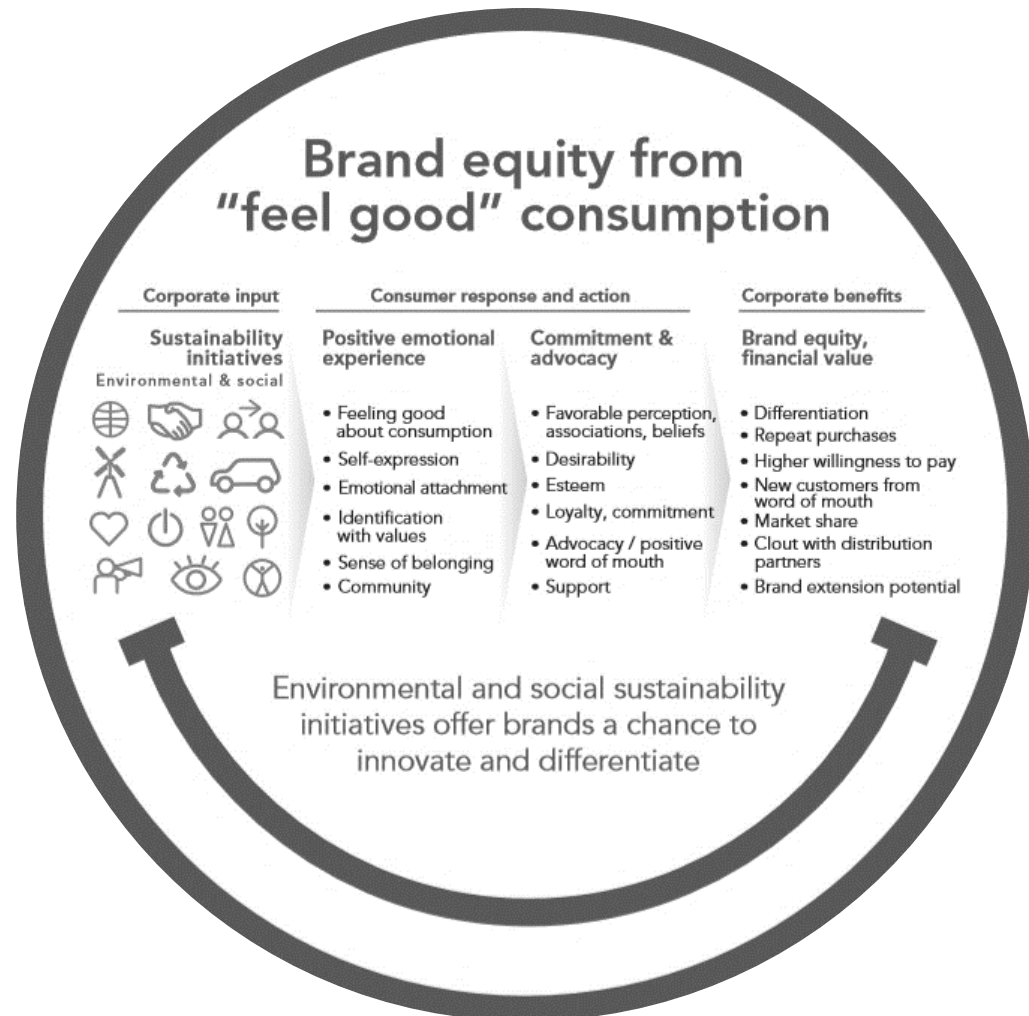 Brand equity from
“feel good” consumption
Corporate input
Consumer response and action
Corporate benefits
Sustainability
initiatives
Environmental & social
Positive emotional
experience
• Feeling good
about consumption
• Self-expression
• Emotional attachment
• Identification
with values
• Sense of belonging
• Community
Commitment &
advocacy
• Favorable perception,
associations, beliefs
• Desirability
• Esteem
• Loyalty, commitment
• Advocacy / positive
word of mouth
• Support
Brand equity,
financial value
• Differentiation
• Repeat purchases
• Higher willingness to pay
• New customers from
word of mouth
• Market share
• Clout with distribution
partners
• Brand extension potential
Environmental and social sustainability
initiatives offer brands a chance to
innovate and differentiate